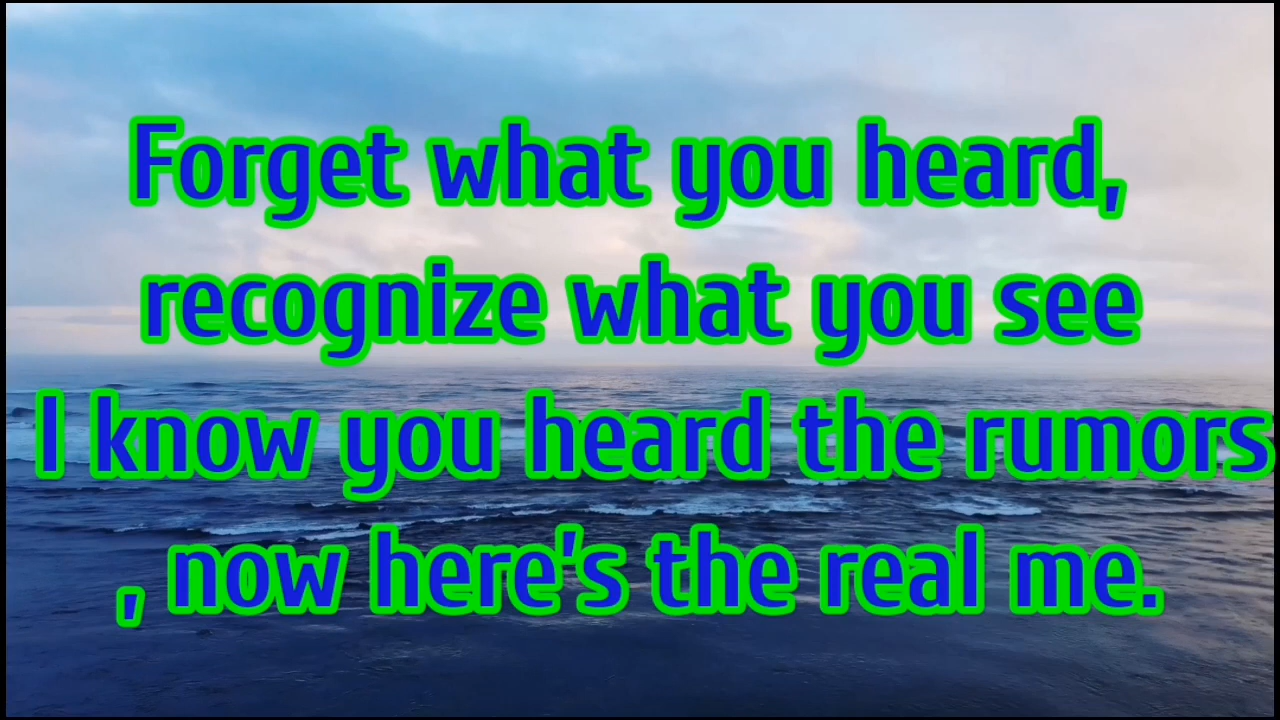 Forget what you heard,
recognize what you see
I know you heard the rumors
, now here's the real me.